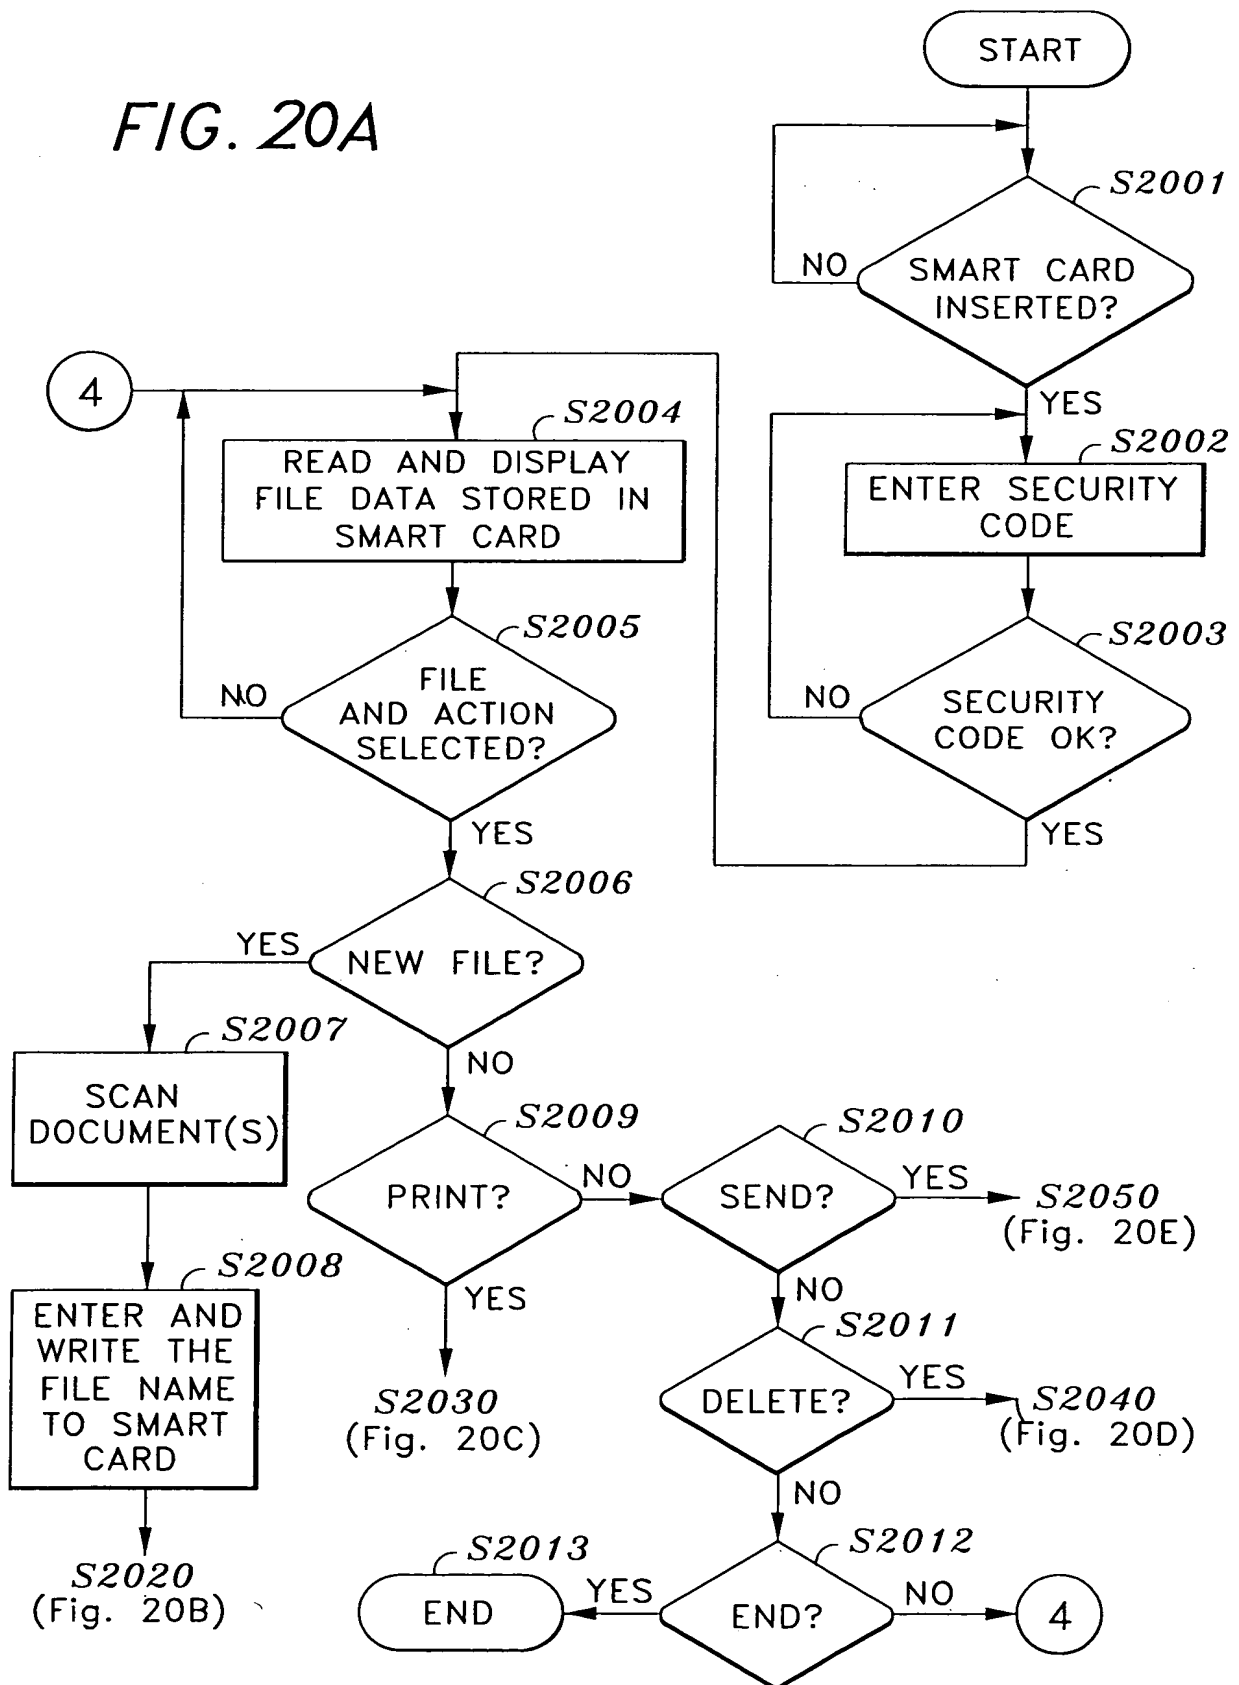 FIG. 20A
START
S2001
SMART CARD
INSERTED?
NO
YES
S2002
ENTER SECURITY
CODE
S2003
SECURITY
CODE OK?
NO
YES
4
S2004
READ AND DISPLAY
FILE DATA STORED IN
SMART CARD
S2005
FILE
AND ACTION
SELECTED?
NO
YES
S2006
NEW FILE?
YES
NO
S2007
SCAN
DOCUMENT(S)
S2008
ENTER AND
WRITE THE
FILE NAME
TO SMART
CARD
S2020
(Fig. 20B)
S2009
PRINT?
NO
YES
S2030
(Fig. 20C)
S2010
SEND?
YES
S2050
(Fig. 20E)
NO
S2011
DELETE?
YES
S2040
(Fig. 20D)
NO
S2012
END?
YES
S2013
END
NO
4